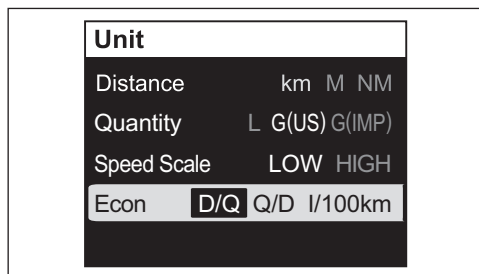 Unit
Distance km M NM
Quantity L G(US) G(IMP)
Speed Scale LOW HIGH
Econ D/Q Q/D l/100km